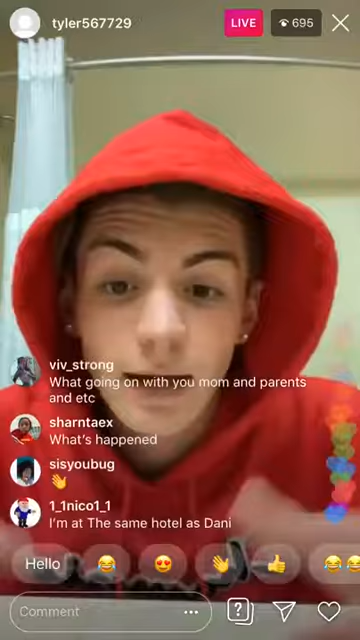 tyler567729
LIVE
695
viv_strong
What going on with you mom and parents
and etc
sharntaex
What's happened
sisyoubug
👋
1_1nico1_1
I'm at The same hotel as Dani
Hello 😂 😍 👋 👍 😂😂
Comment